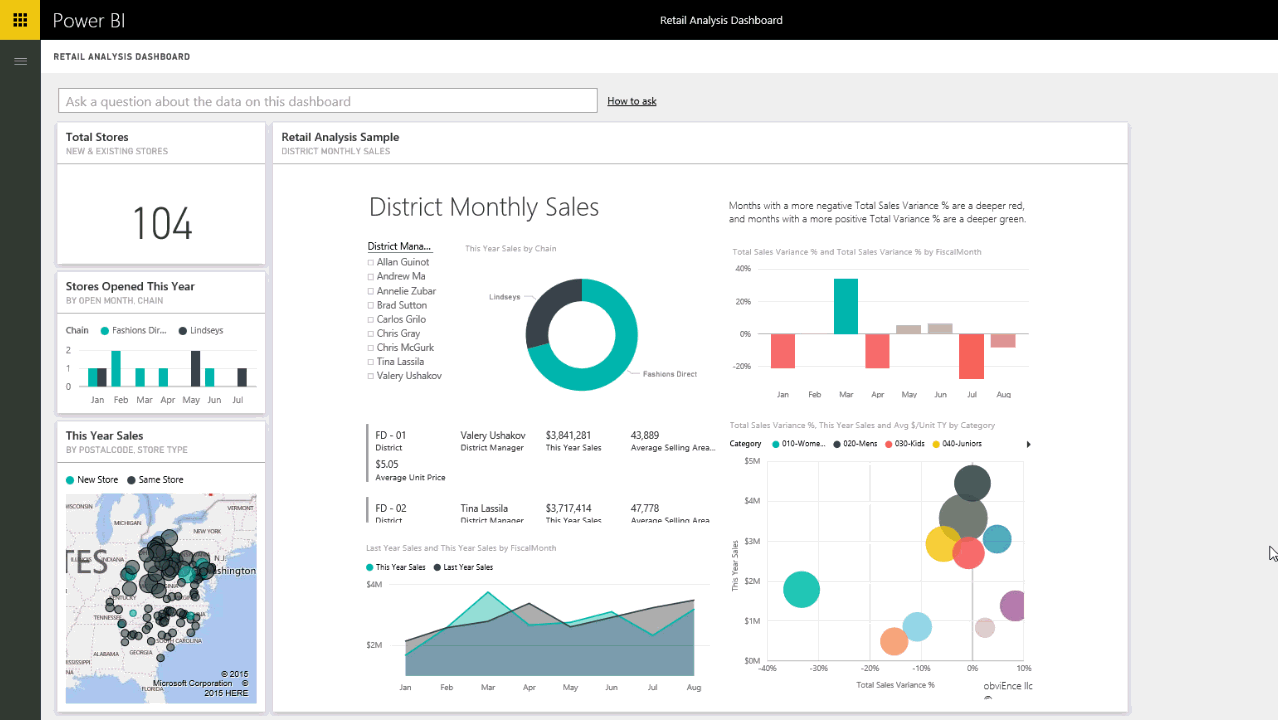 Power BI
Retail Analysis Dashboard
RETAIL ANALYSIS DASHBOARD
Ask a question about the data on this dashboard
How to ask
Total Stores
NEW & EXISTING STORES
104
Stores Opened This Year
BY OPEN MONTH, CHAIN
Chain Fashions Dir... Lindseys
2
1
0
Jan Feb Mar Apr May Jun Jul
This Year Sales
BY POSTALCODE, STORE TYPE
New Store Same Store
VERMONT
MICHIGAN
NEW YORK
TES
INDIANA
N.J.
shington
TENNESSEE
SOUTH CAROLINA
ALABAMA
GEORGIA
FLORIDA
© 2015
Microsoft Corporation ©
2015 HERE
Retail Analysis Sample
DISTRICT MONTHLY SALES
District Monthly Sales
District Mana...
Allan Guinot
Andrew Ma
Annelie Zubar
Brad Sutton
Carlos Grilo
Chris Gray
Chris McGurk
Tina Lassila
Valery Ushakov
This Year Sales by Chain
Lindseys
Fashions Direct
Months with a more negative Total Sales Variance % are a deeper red,
and months with a more positive Total Variance % are a deeper green.
Total Sales Variance % and Total Sales Variance % by FiscalMonth
40%
20%
0%
-20%
Jan Feb Mar Apr May Jun Jul Aug
FD - 01 Valery Ushakov $3,841,281 43,889
District District Manager This Year Sales Average Selling Area...
$5.05
Average Unit Price
FD - 02 Tina Lassila $3,717,414 47,778
District District Manager This Year Sales Average Selling Area...
Last Year Sales and This Year Sales by FiscalMonth
This Year Sales Last Year Sales
$4M
$2M
Jan Feb Mar Apr May Jun Jul Aug
Total Sales Variance %, This Year Sales and Avg $/Unit TY by Category
Category 010-Wome... 020-Mens 030-Kids 040-Juniors
$5M
$4M
$3M
$2M
$1M
$0M
This Year Sales
-40% -30% -20% -10% 0% 10%
Total Sales Variance %
obviEnce llc
©